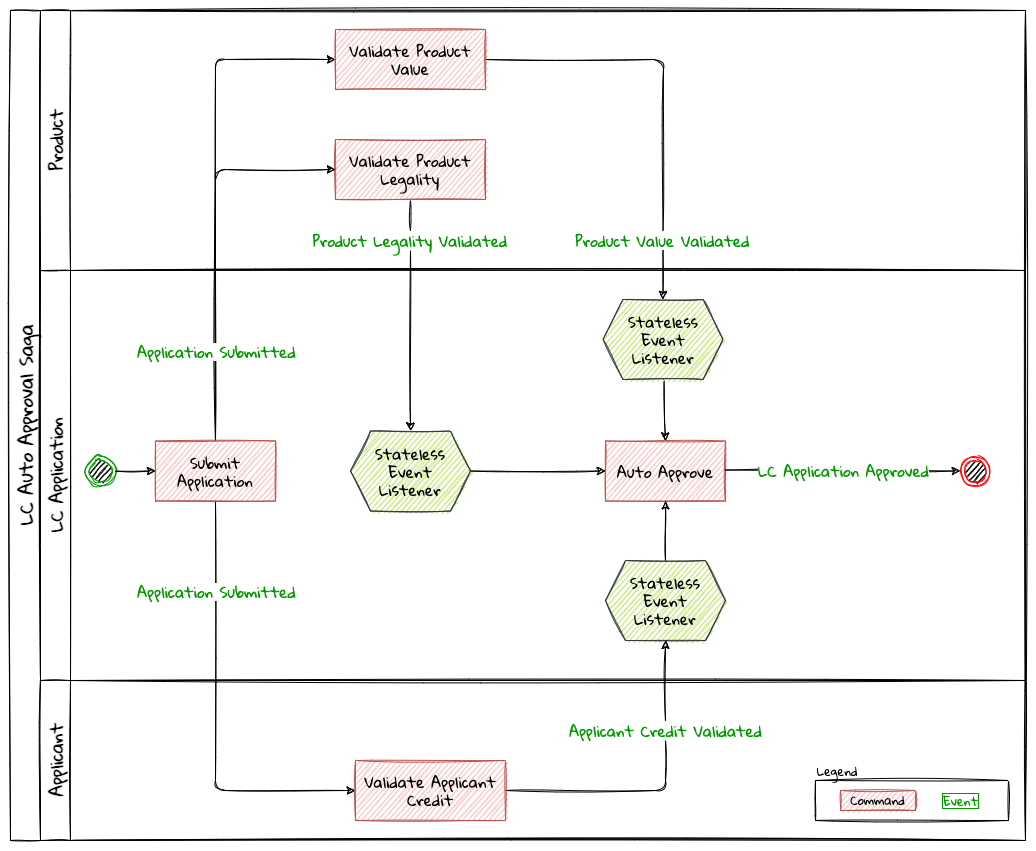 LC Auto Approval Saga
Product
Validate Product
Value
Validate Product
Legality
Product Legality Validated
Product Value Validated
LC Application
Application Submitted
Stateless
Event
Listener
Submit
Application
Stateless
Event
Listener
Auto Approve
LC Application Approved
Application Submitted
Stateless
Event
Listener
Applicant
Applicant Credit Validated
Validate Applicant
Credit
Legend
Command
Event